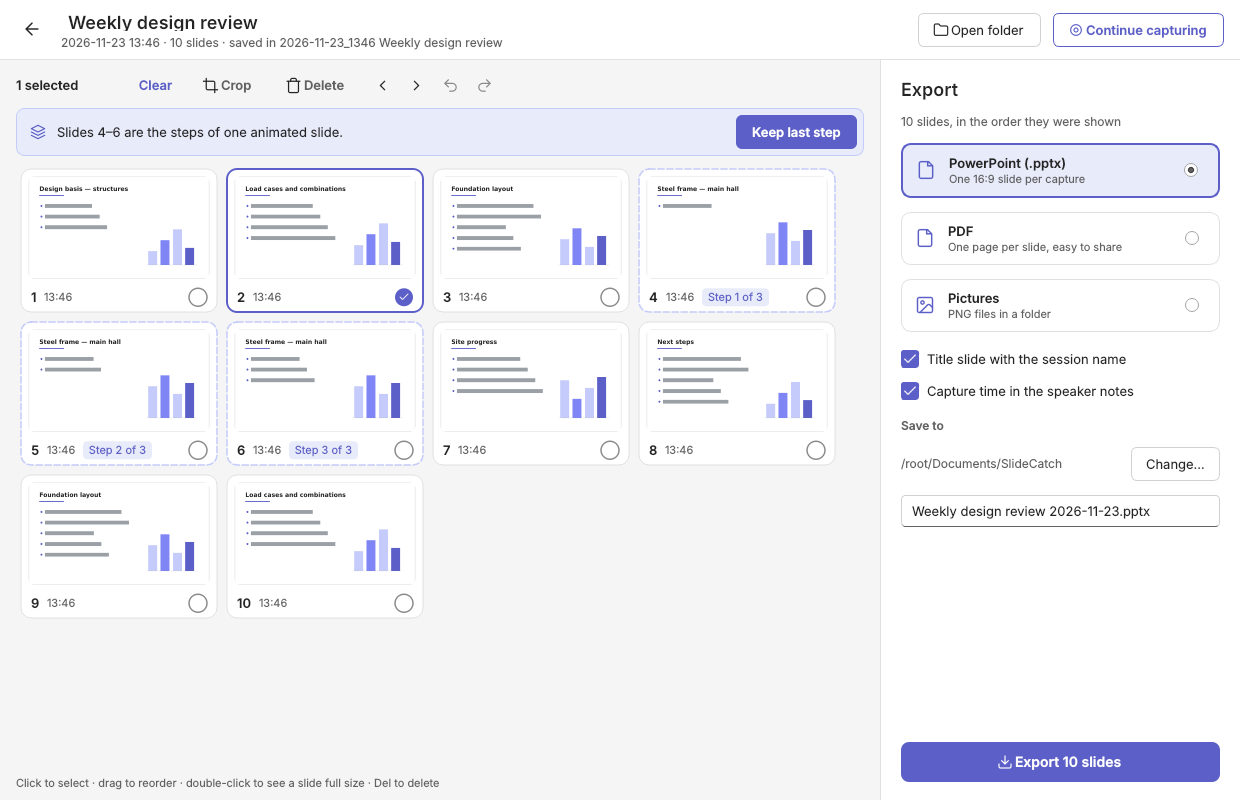 Weekly design review
2026-11-23 13:46 · 10 slides · saved in 2026-11-23_1346 Weekly design review
Open folder
Continue capturing
1 selected
Clear
Crop
Delete
Slides 4–6 are the steps of one animated slide.
Keep last step
Design basis — structures
1 13:46
Load cases and combinations
2 13:46
Foundation layout
3 13:46
Steel frame — main hall
4 13:46 Step 1 of 3
Steel frame — main hall
5 13:46 Step 2 of 3
Steel frame — main hall
6 13:46 Step 3 of 3
Site progress
7 13:46
Next steps
8 13:46
Foundation layout
9 13:46
Load cases and combinations
10 13:46
Click to select · drag to reorder · double-click to see a slide full size · Del to delete
Export
10 slides, in the order they were shown
PowerPoint (.pptx)
One 16:9 slide per capture
PDF
One page per slide, easy to share
Pictures
PNG files in a folder
Title slide with the session name
Capture time in the speaker notes
Save to
/root/Documents/SlideCatch
Change...
Weekly design review 2026-11-23.pptx
Export 10 slides